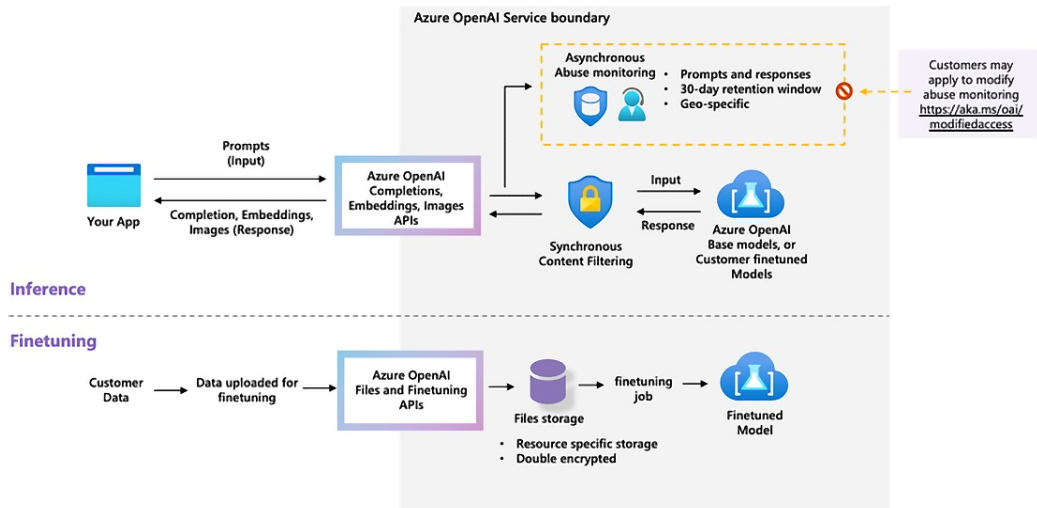 Azure OpenAI Service boundary
Asynchronous
Abuse monitoring
• Prompts and responses
• 30-day retention window
• Geo-specific
Customers may
apply to modify
abuse monitoring
https://aka.ms/oai/
modifiedaccess
Prompts
(Input)
Your App
Completion, Embeddings,
Images (Response)
Azure OpenAI
Completions,
Embeddings, Images
APIs
Synchronous
Content Filtering
Input
Response
Azure OpenAI
Base models, or
Customer finetuned
Models
Inference
Finetuning
Customer
Data
Data uploaded for
finetuning
Azure OpenAI
Files and Finetuning
APIs
Files storage
• Resource specific storage
• Double encrypted
finetuning
job
Finetuned
Model